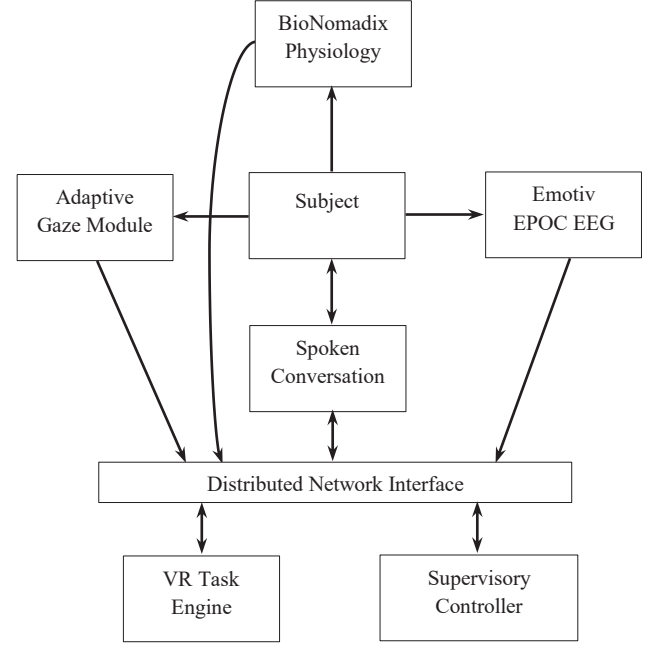 BioNomadix
Physiology
Adaptive
Gaze Module
Subject
Emotiv
EPOC EEG
Spoken
Conversation
Distributed Network Interface
VR Task
Engine
Supervisory
Controller